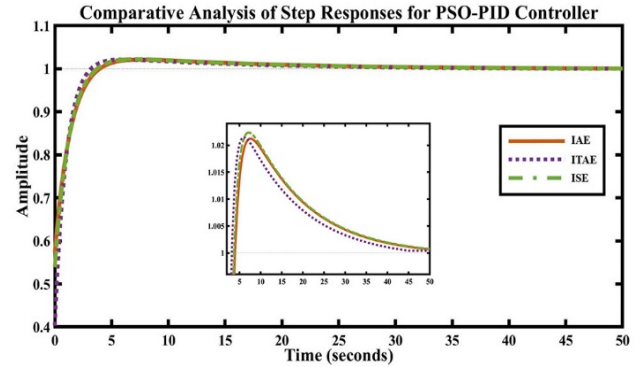 Comparative Analysis of Step Responses for PSO-PID Controller
1.1
1
0.9
0.8
0.7
0.6
0.5
0.4
Amplitude
1.02
1.015
1.01
1.005
1
5 10 15 20 25 30 35 40 45 50
IAE
ITAE
ISE
0 5 10 15 20 25 30 35 40 45 50
Time (seconds)